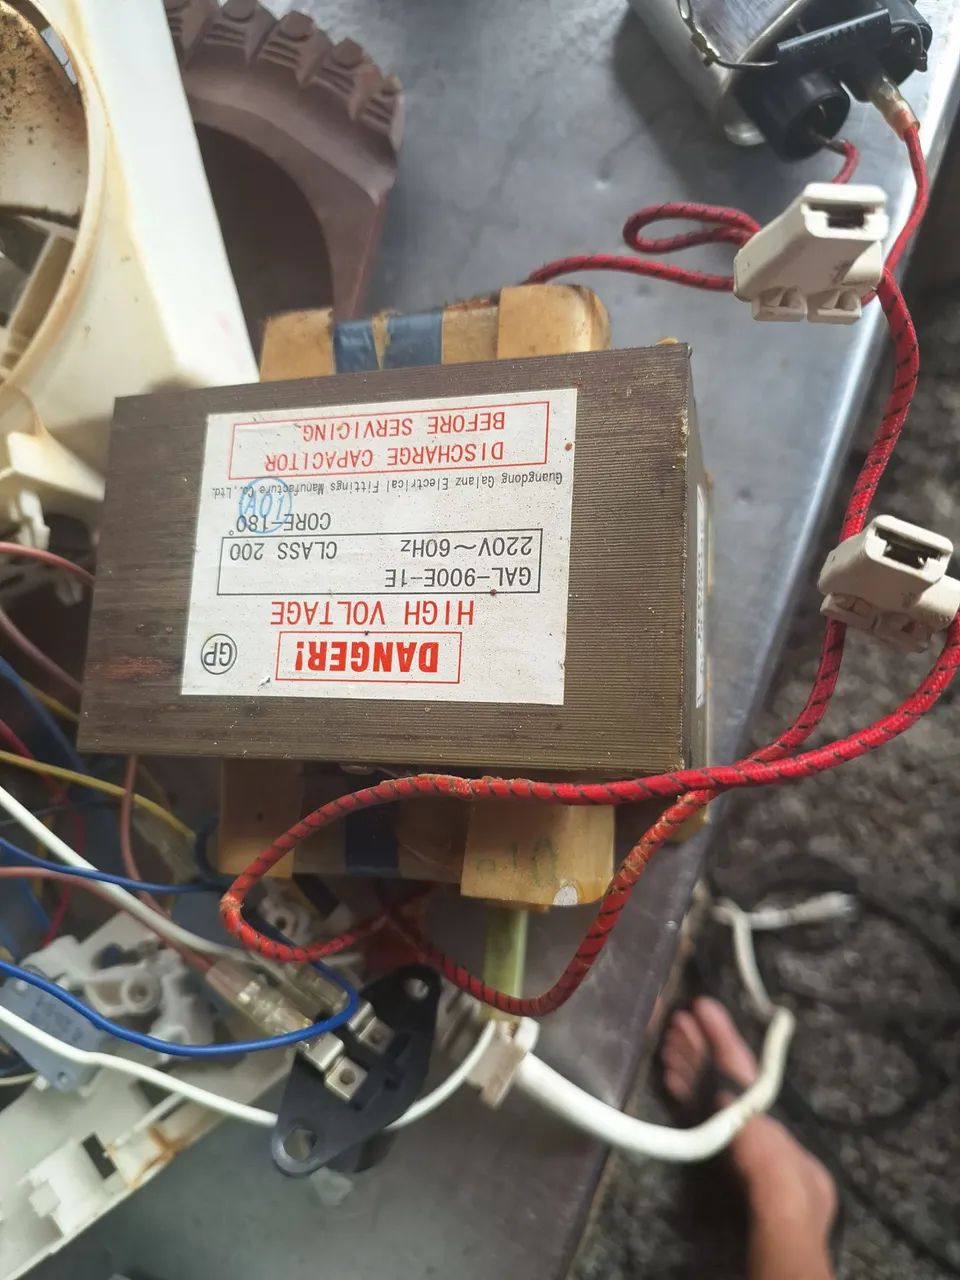 DANGER!
GP
HIGH VOLTAGE
GAL-900E-1E
220V~60Hz CLASS 200
CORE-180°
A01
Guangdong Galanz Electrical Fittings Manufacture Co.,Ltd.
DISCHARGE CAPACITOR
BEFORE SERVICING.